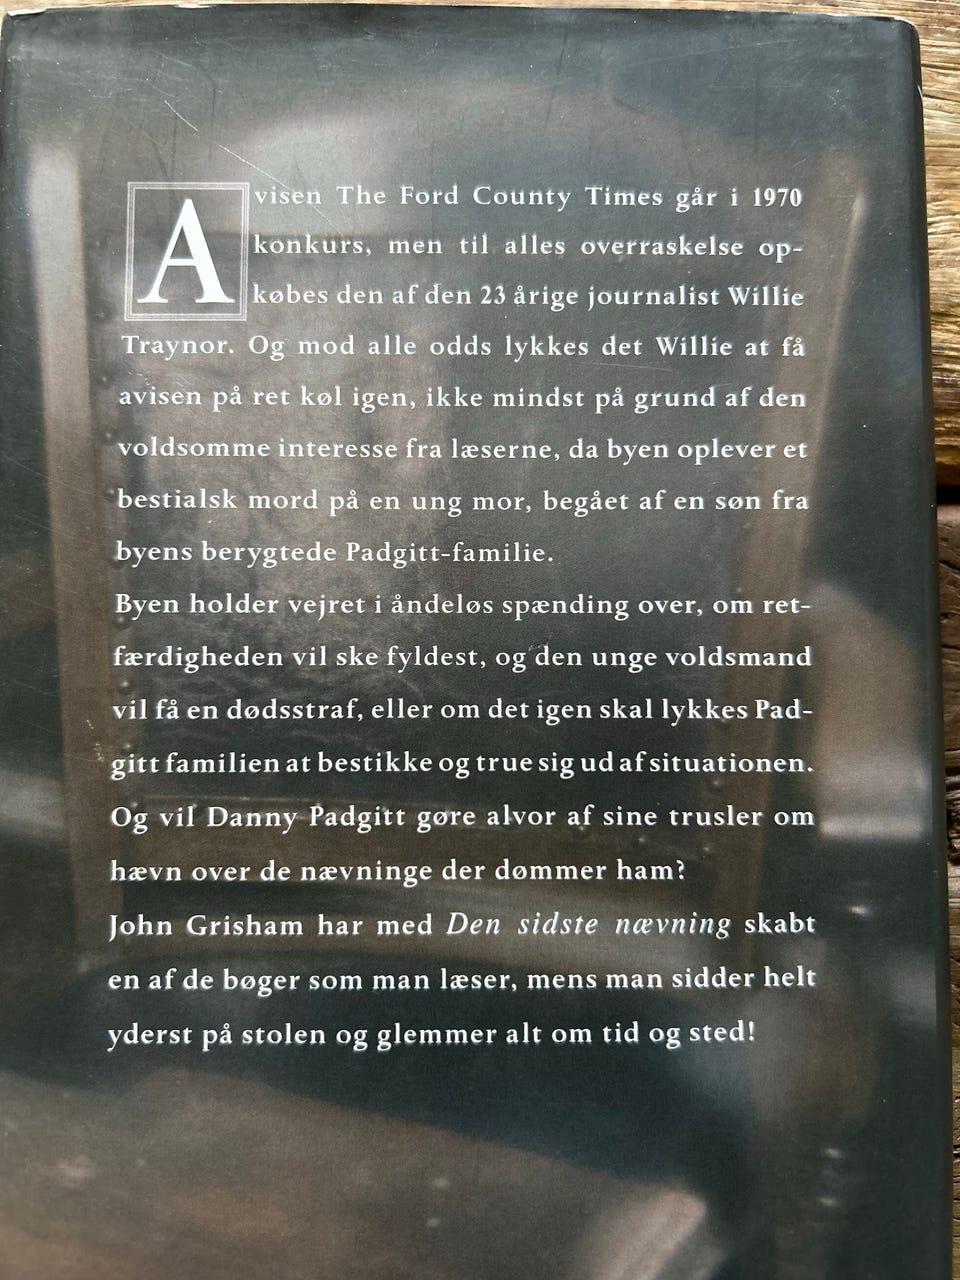 Avisen The Ford County Times går i 1970
konkurs, men til alles overraskelse op-
købes den af den 23 årige journalist Willie
Traynor. Og mod alle odds lykkes det Willie at få
avisen på ret køl igen, ikke mindst på grund af den
voldsomme interesse fra læserne, da byen oplever et
bestialsk mord på en ung mor, begået af en søn fra
byens berygtede Padgitt-familie.
Byen holder vejret i åndeløs spænding over, om ret-
færdigheden vil ske fyldest, og den unge voldsmand
vil få en dødsstraf, eller om det igen skal lykkes Pad-
gitt familien at bestikke og true sig ud af situationen.
Og vil Danny Padgitt gøre alvor af sine trusler om
hævn over de nævninge der dømmer ham?
John Grisham har med Den sidste nævning skabt
en af de bøger som man læser, mens man sidder helt
yderst på stolen og glemmer alt om tid og sted!